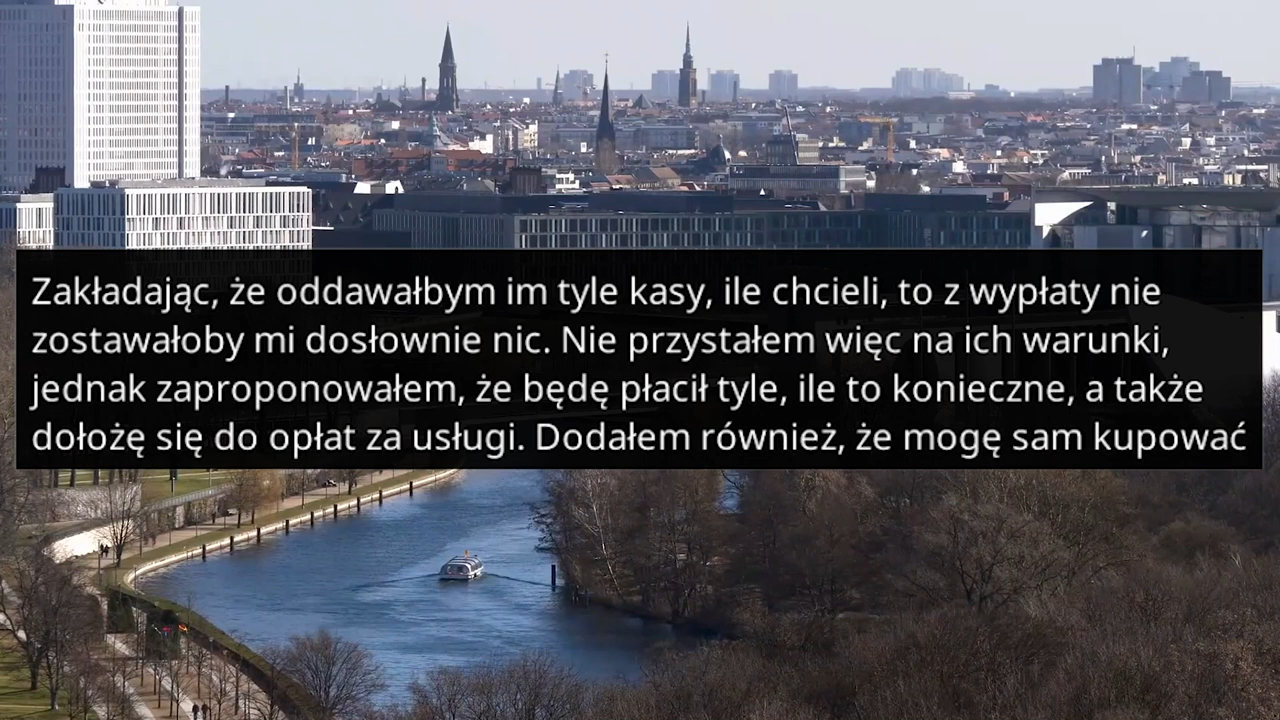 Zakładając, że oddawałbym im tyle kasy, ile chcieli, to z wypłaty nie
zostawałoby mi dosłownie nic. Nie przystałem więc na ich warunki,
jednak zaproponowałem, że będę płacił tyle, ile to konieczne, a także
dołożę się do opłat za usługi. Dodałem również, że mogę sam kupować